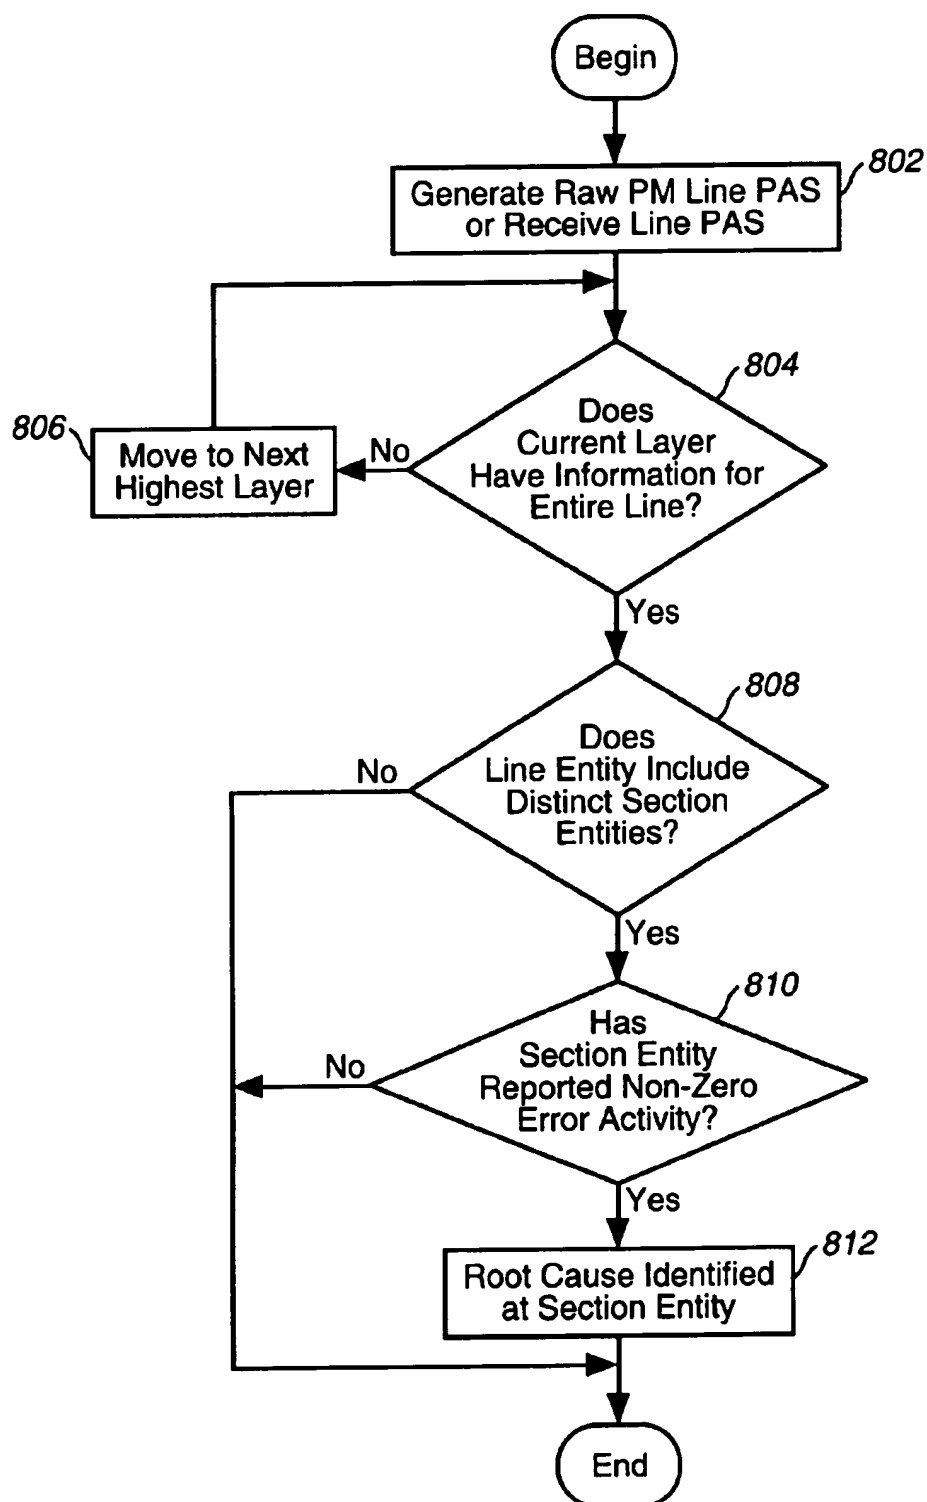 Begin
802
Generate Raw PM Line PAS
or Receive Line PAS
804
Does
Current Layer
Have Information for
Entire Line?
No
806
Move to Next
Highest Layer
Yes
808
Does
Line Entity Include
Distinct Section
Entities?
No
Yes
810
Has
Section Entity
Reported Non-Zero
Error Activity?
No
Yes
812
Root Cause Identified
at Section Entity
End